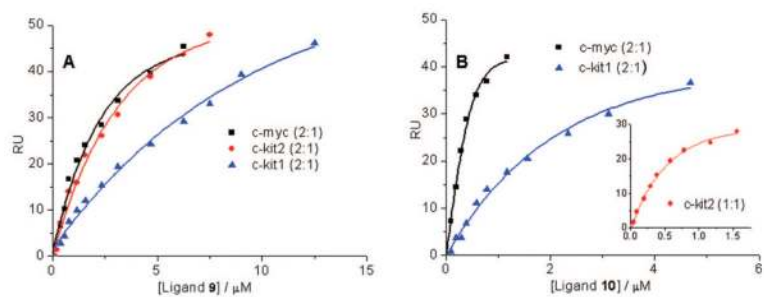 A
RU
50
40
30
20
10
0
c-myc (2:1)
c-kit2 (2:1)
c-kit1 (2:1)
0 5 10 15
[Ligand 9] / μM
B
RU
50
40
30
20
10
0
c-myc (2:1)
c-kit1 (2:1)
30
20
10
0
c-kit2 (1:1)
0.0 0.5 1.0 1.5
0 2 4 6
[Ligand 10] / μM